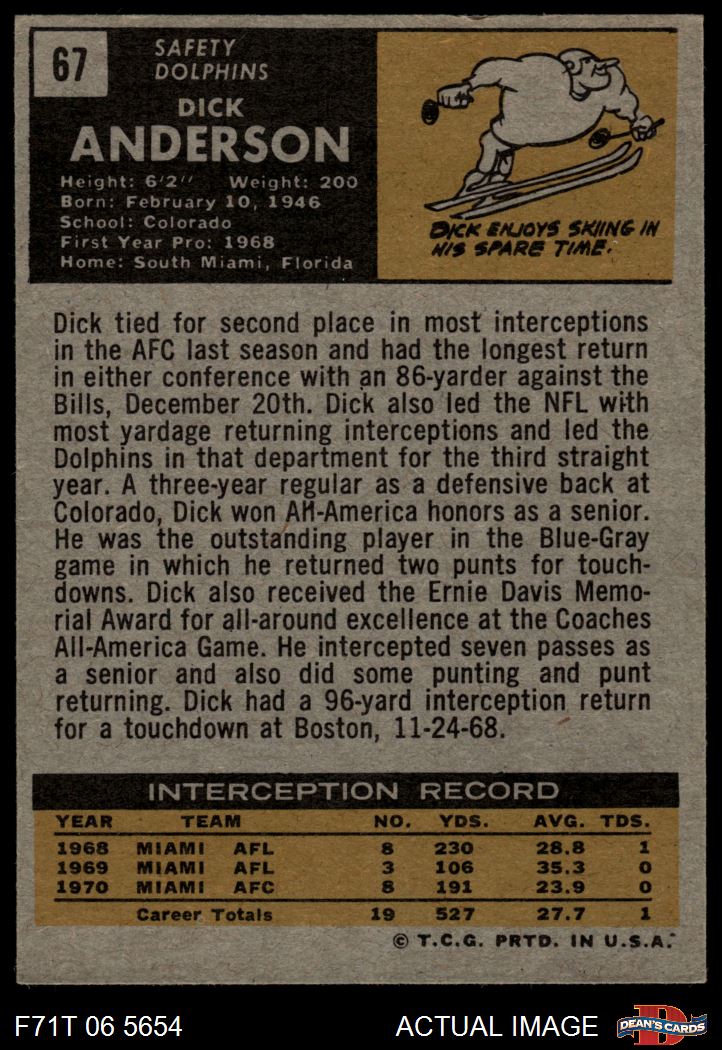 67
SAFETY
DOLPHINS
DICK
ANDERSON
Height: 6'2'' Weight: 200
Born: February 10, 1946
School: Colorado
First Year Pro: 1968
Home: South Miami, Florida
DICK ENJOYS SKIING IN
HIS SPARE TIME.
Dick tied for second place in most interceptions
in the AFC last season and had the longest return
in either conference with an 86-yarder against the
Bills, December 20th. Dick also led the NFL with
most yardage returning interceptions and led the
Dolphins in that department for the third straight
year. A three-year regular as a defensive back at
Colorado, Dick won All-America honors as a senior.
He was the outstanding player in the Blue-Gray
game in which he returned two punts for touch-
downs. Dick also received the Ernie Davis Memo-
rial Award for all-around excellence at the Coaches
All-America Game. He intercepted seven passes as
a senior and also did some punting and punt
returning. Dick had a 96-yard interception return
for a touchdown at Boston, 11-24-68.
INTERCEPTION RECORD
YEAR TEAM NO. YDS. AVG. TDS.
1968 MIAMI AFL 8 230 28.8 1
1969 MIAMI AFL 3 106 35.3 0
1970 MIAMI AFC 8 191 23.9 0
Career Totals 19 527 27.7 1
© T.C.G. PRTD. IN U.S.A.
F71T 06 5654 ACTUAL IMAGE D DEAN'S CARDS